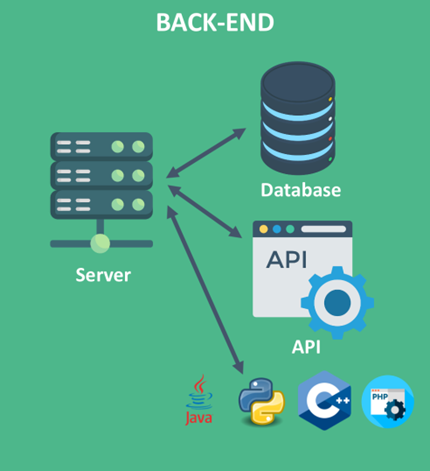 BACK-END
Database
Server
API
API
Java
C++
PHP